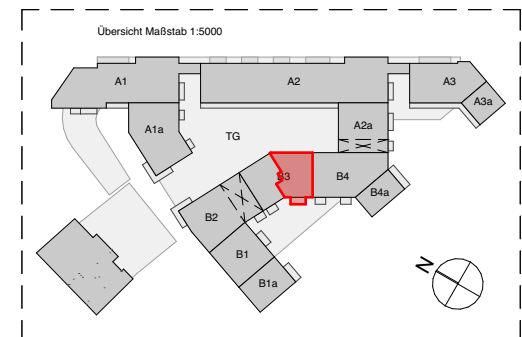 Übersicht Maßstab 1:5000
A1
A2
A3
A3a
A1a
TG
A2a
B3
B4
B4a
B2
B1
B1a
N